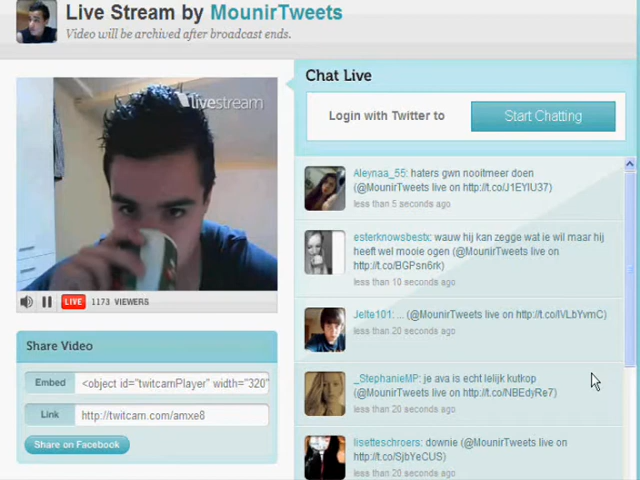 Live Stream by MounirTweets
Video will be archived after broadcast ends.
livestream
LIVE 1173 VIEWERS
Share Video
Embed <object id="twitcamPlayer" width="320"
Link http://twitcam.com/amxe8
Share on Facebook
Chat Live
Login with Twitter to Start Chatting
Aleynaa_55: haters gwn nooitmeer doen
(@MounirTweets live on http://t.co/J1EYIU37)
less than 5 seconds ago
esterknowsbestx: wauw hij kan zegge wat ie wil maar hij
heeft wel mooie ogen (@MounirTweets live on
http://t.co/BGPsn6rk)
less than 10 seconds ago
Jelte101: ... (@MounirTweets live on http://t.co/lVLbYvmC)
less than 20 seconds ago
_StephanieMP: je ava is echt lelijk kutkop
(@MounirTweets live on http://t.co/NBEdyRe7)
less than 20 seconds ago
lisetteschroers: downie (@MounirTweets live on
http://t.co/SjbYeCUS)
less than 20 seconds ago